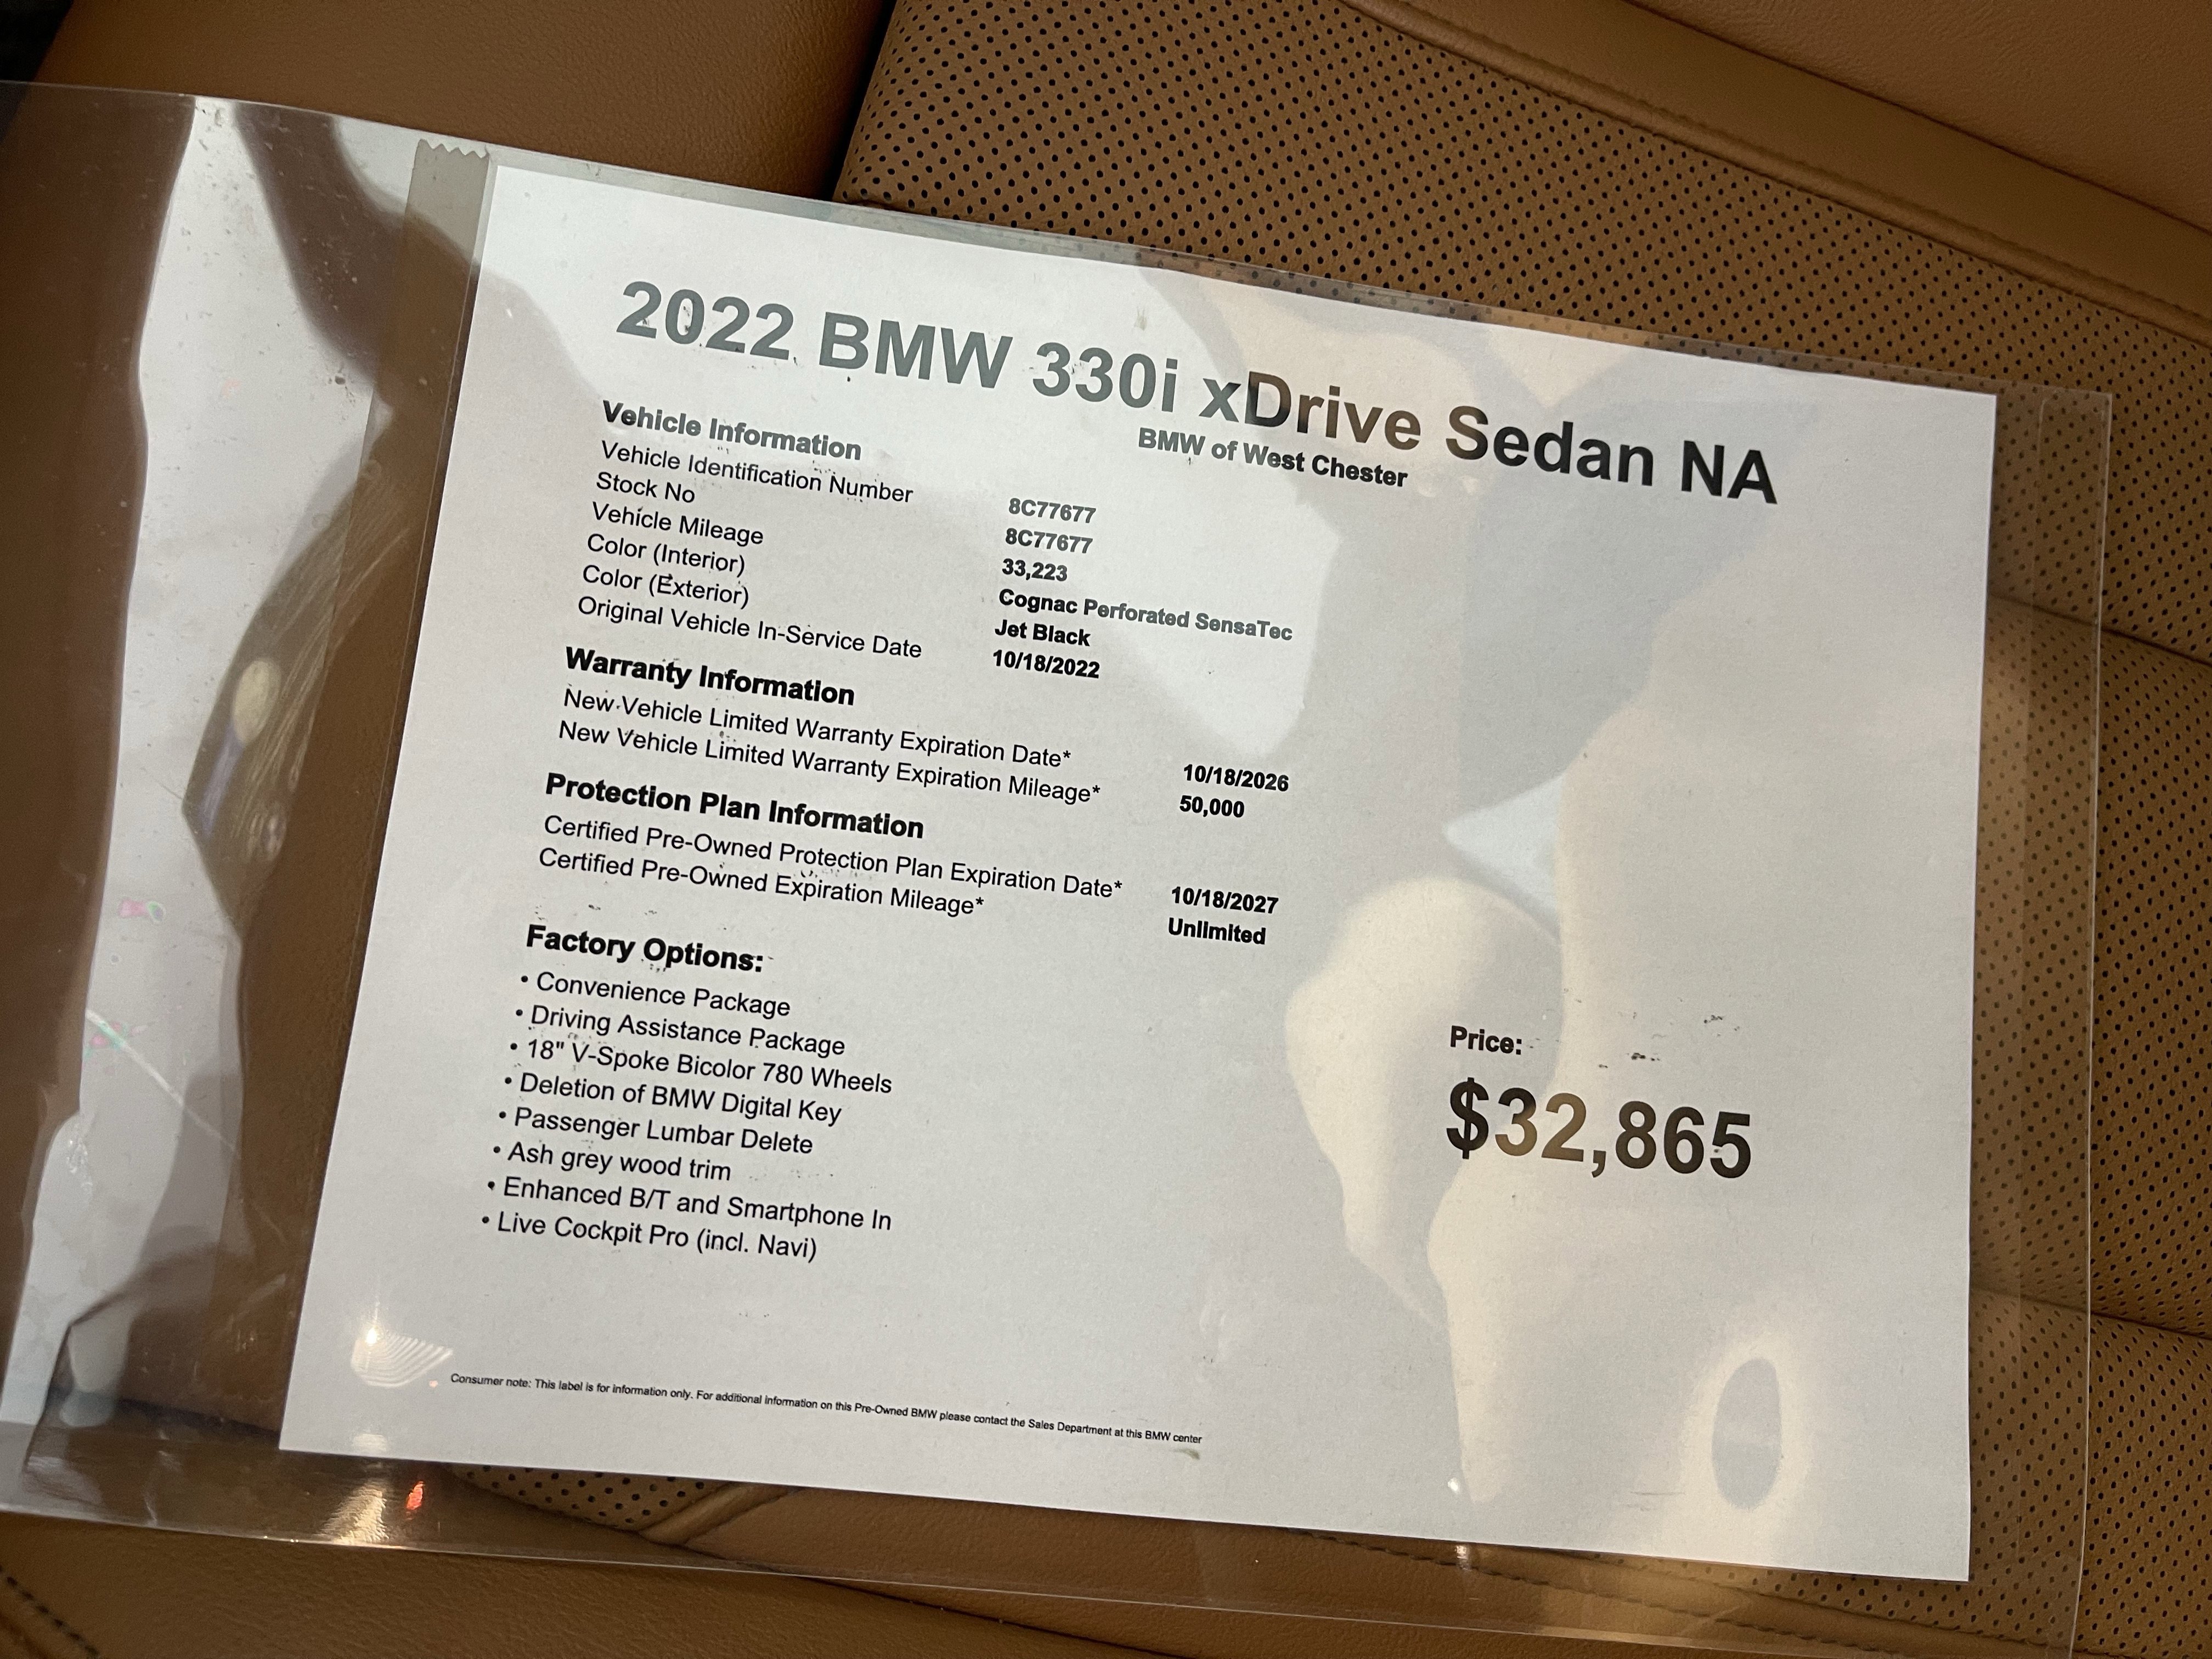 2022 BMW 330i xDrive Sedan NA
BMW of West Chester
Vehicle Information
Vehicle Identification Number 8C77677
Stock No 8C77677
Vehicle Mileage 33,223
Color (Interior) Cognac Perforated SensaTec
Color (Exterior) Jet Black
Original Vehicle In-Service Date 10/18/2022
Warranty Information
New Vehicle Limited Warranty Expiration Date* 10/18/2026
New Vehicle Limited Warranty Expiration Mileage* 50,000
Protection Plan Information
Certified Pre-Owned Protection Plan Expiration Date* 10/18/2027
Certified Pre-Owned Expiration Mileage* Unlimited
Factory Options:
• Convenience Package
• Driving Assistance Package
• 18" V-Spoke Bicolor 780 Wheels
• Deletion of BMW Digital Key
• Passenger Lumbar Delete
• Ash grey wood trim
• Enhanced B/T and Smartphone In
• Live Cockpit Pro (incl. Navi)
Price:
$32,865
Consumer note: This label is for information only. For additional information on this Pre-Owned BMW please contact the Sales Department at this BMW center